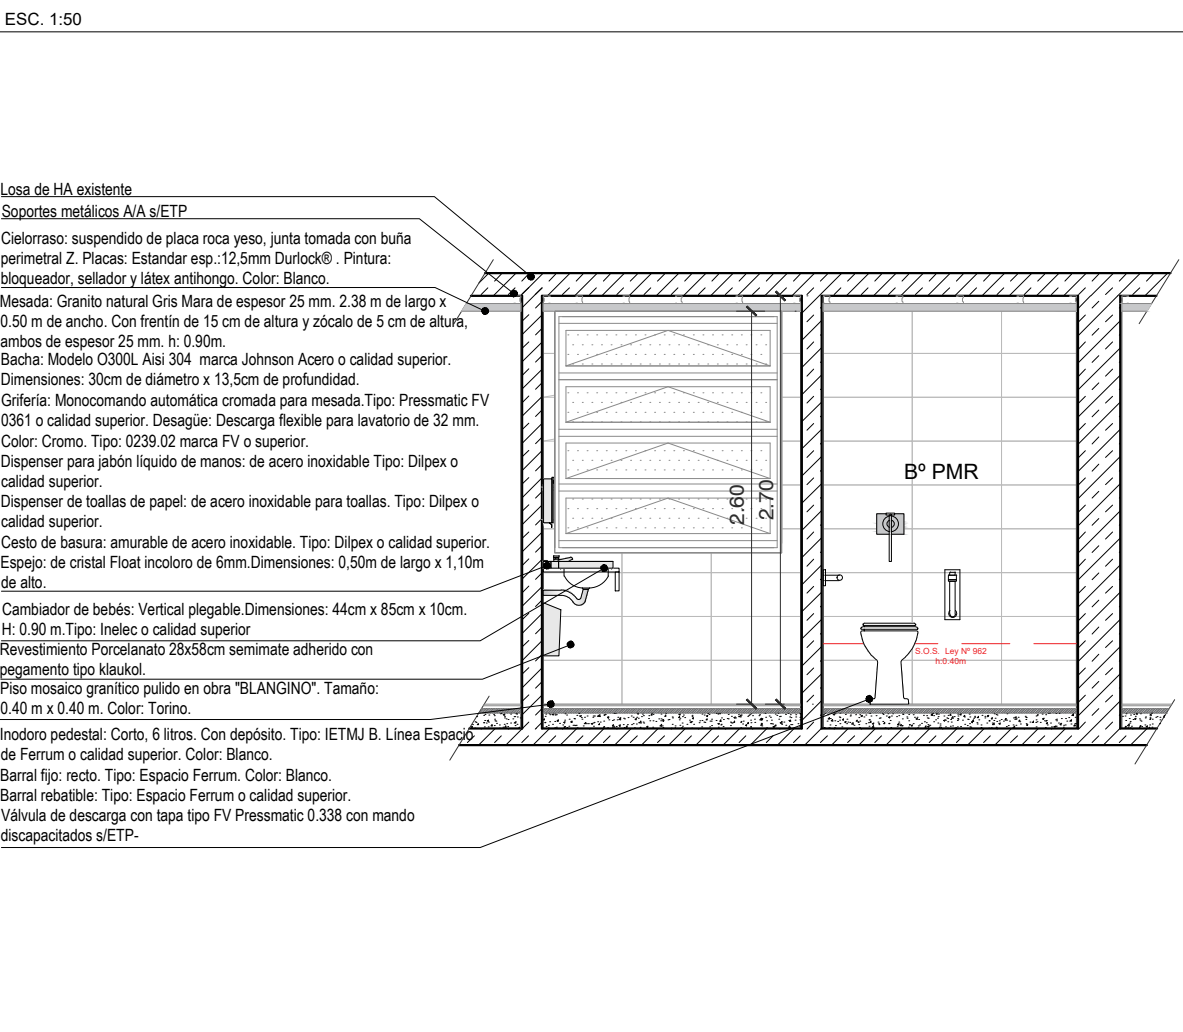 ESC. 1:50
Losa de HA existente
Soportes metálicos A/A s/ETP
Cielorraso: suspendido de placa roca yeso, junta tomada con buña
perimetral Z. Placas: Estandar esp.:12,5mm Durlock® . Pintura:
bloqueador, sellador y látex antihongo. Color: Blanco.
Mesada: Granito natural Gris Mara de espesor 25 mm. 2.38 m de largo x
0.50 m de ancho. Con frentín de 15 cm de altura y zócalo de 5 cm de altura,
ambos de espesor 25 mm. h: 0.90m.
Bacha: Modelo O300L Aisi 304  marca Johnson Acero o calidad superior.
Dimensiones: 30cm de diámetro x 13,5cm de profundidad.
Grifería: Monocomando automática cromada para mesada.Tipo: Pressmatic FV
0361 o calidad superior. Desagüe: Descarga flexible para lavatorio de 32 mm.
Color: Cromo. Tipo: 0239.02 marca FV o superior.
Dispenser para jabón líquido de manos: de acero inoxidable Tipo: Dilpex o
calidad superior.
Dispenser de toallas de papel: de acero inoxidable para toallas. Tipo: Dilpex o
calidad superior.
Cesto de basura: amurable de acero inoxidable. Tipo: Dilpex o calidad superior.
Espejo: de cristal Float incoloro de 6mm.Dimensiones: 0,50m de largo x 1,10m
de alto.
Cambiador de bebés: Vertical plegable.Dimensiones: 44cm x 85cm x 10cm.
H: 0.90 m.Tipo: Inelec o calidad superior
Revestimiento Porcelanato 28x58cm semimate adherido con
pegamento tipo klaukol.
Piso mosaico granítico pulido en obra "BLANGINO". Tamaño:
0.40 m x 0.40 m. Color: Torino.
Inodoro pedestal: Corto, 6 litros. Con depósito. Tipo: IETMJ B. Línea Espacio
de Ferrum o calidad superior. Color: Blanco.
Barral fijo: recto. Tipo: Espacio Ferrum. Color: Blanco.
Barral rebatible: Tipo: Espacio Ferrum o calidad superior.
Válvula de descarga con tapa tipo FV Pressmatic 0.338 con mando
discapacitados s/ETP-
2.60
2.70
Bº PMR
S.O.S.  Ley Nº 962
h:0.40m